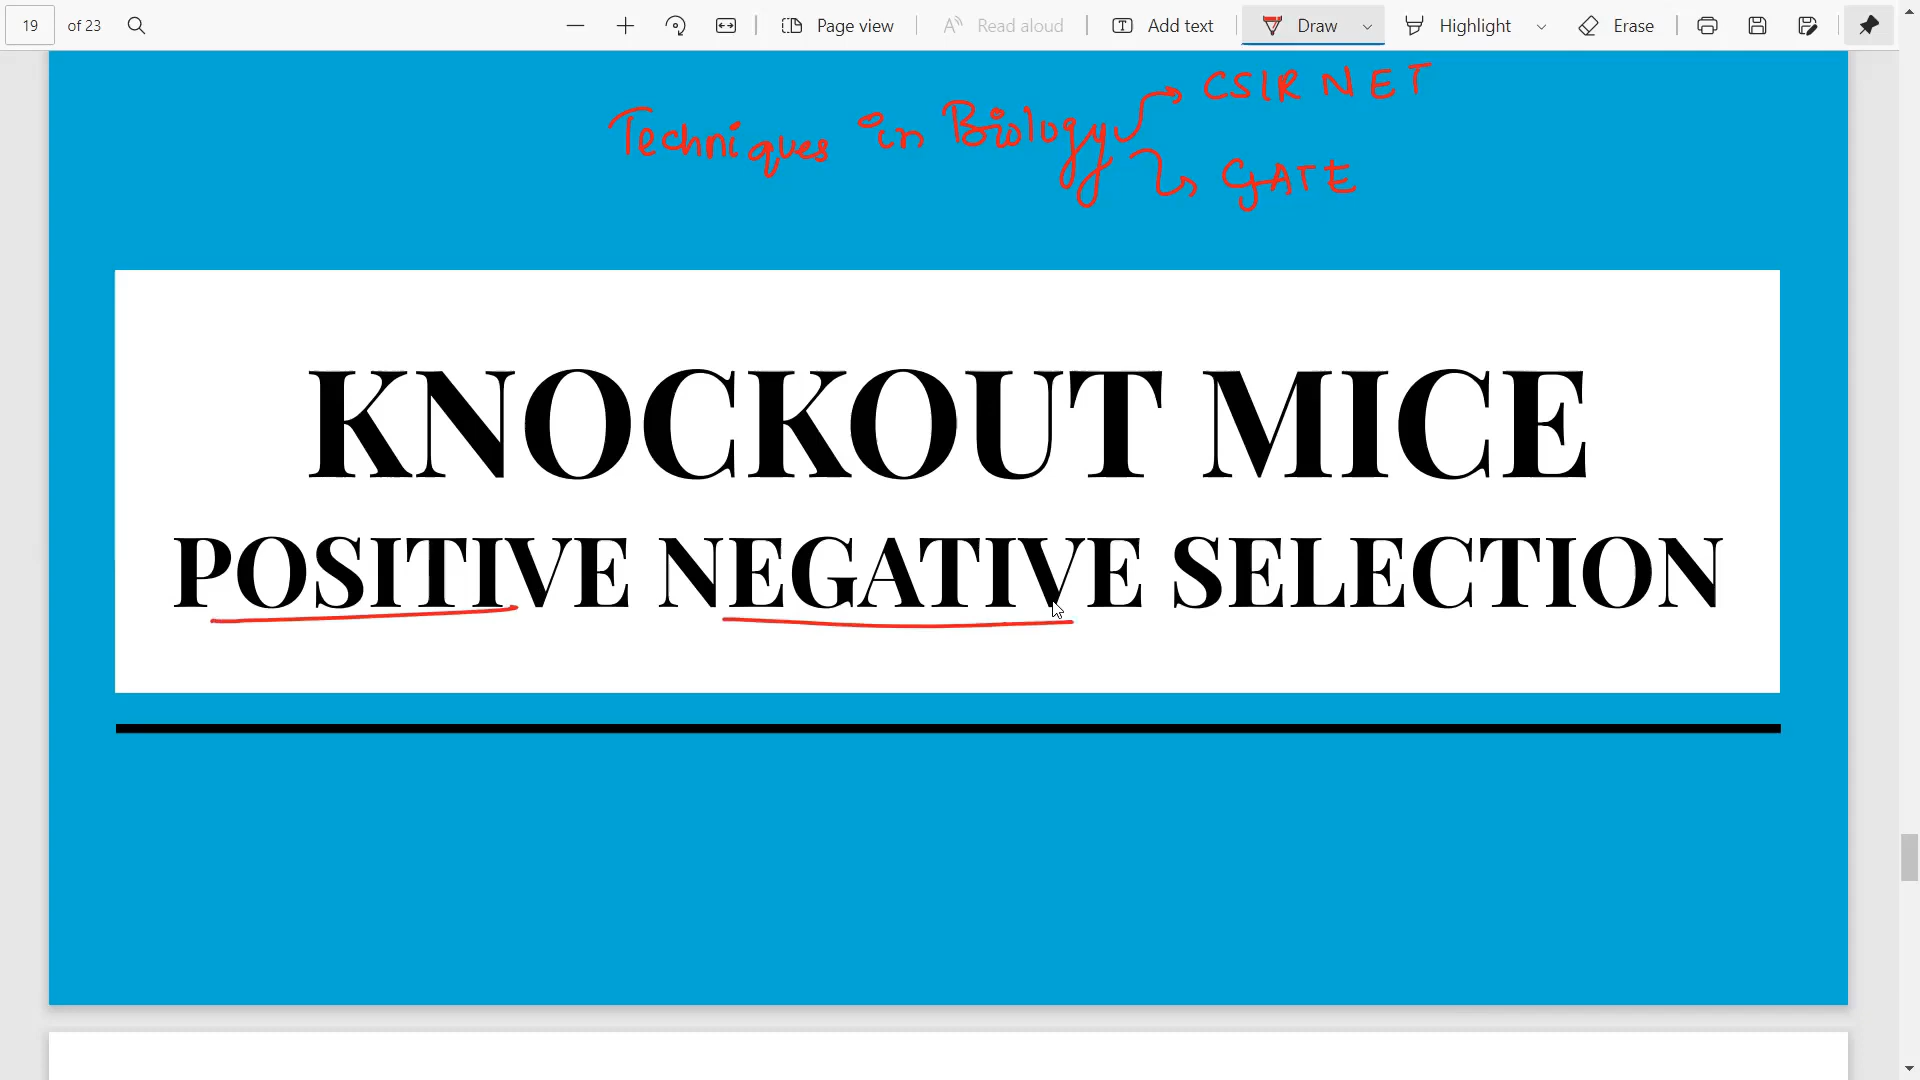 19 of 23 Page view Read aloud Add text Draw Highlight Erase
Techniques in Biology CSIR NET
GATE
KNOCKOUT MICE
POSITIVE NEGATIVE SELECTION